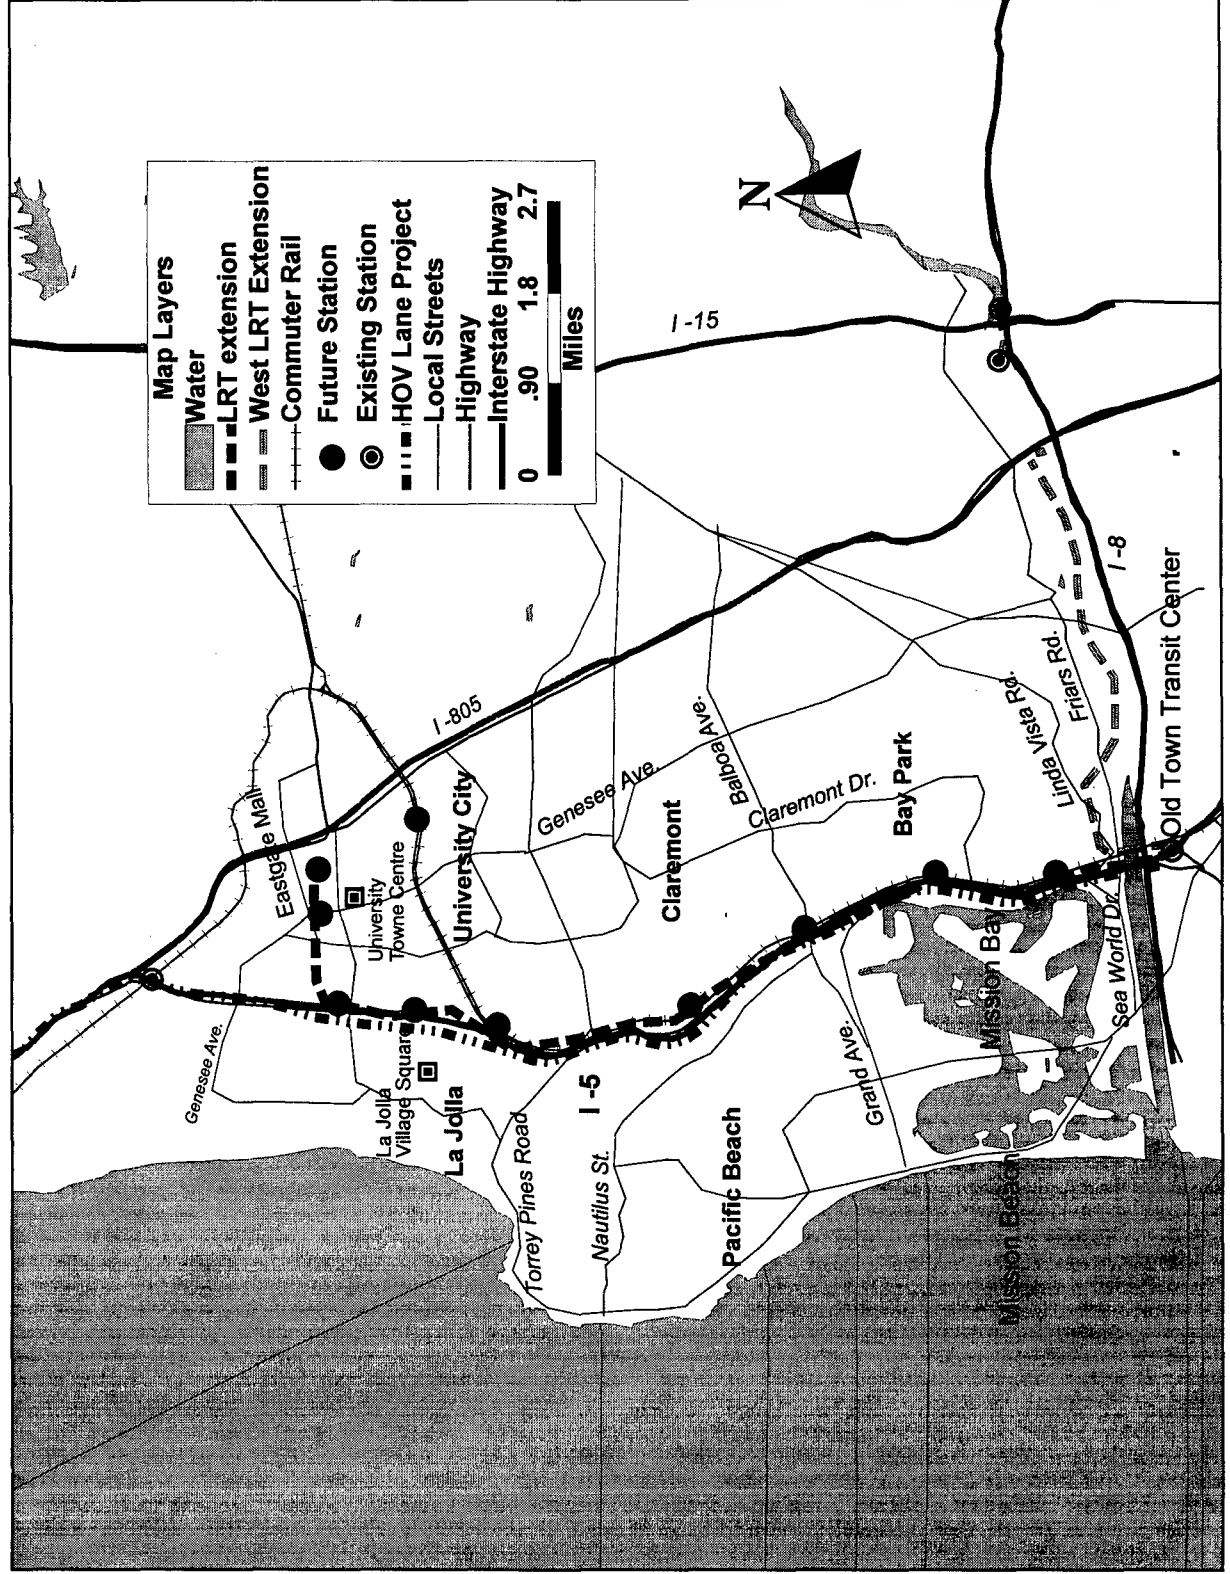 Map Layers
Water
LRT extension
West LRT Extension
Commuter Rail
Future Station
Existing Station
HOV Lane Project
Local Streets
Highway
Interstate Highway
0 .90 1.8 2.7
Miles
N
I -15
I -805
I -8
I -5
Eastgate Mall
University
Towne Centre
University City
Genesee Ave.
Genesee Ave.
La Jolla
Village Square
La Jolla
Torrey Pines Road
Nautilus St.
Claremont
Balboa Ave.
Claremont Dr.
Bay Park
Pacific Beach
Grand Ave.
Mission Bay
Mission Beach
Linda Vista Rd.
Friars Rd.
Sea World Dr.
Old Town Transit Center